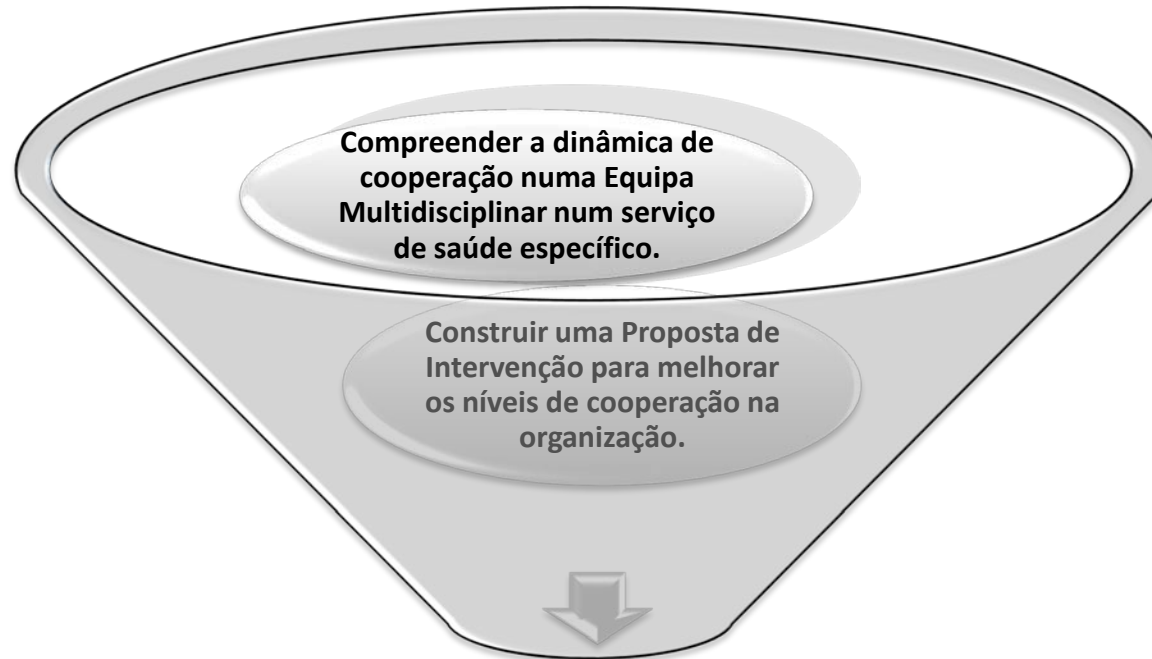 Compreender a dinâmica de
cooperação numa Equipa
Multidisciplinar num serviço
de saúde específico.
Construir uma Proposta de
Intervenção para melhorar
os níveis de cooperação na
organização.